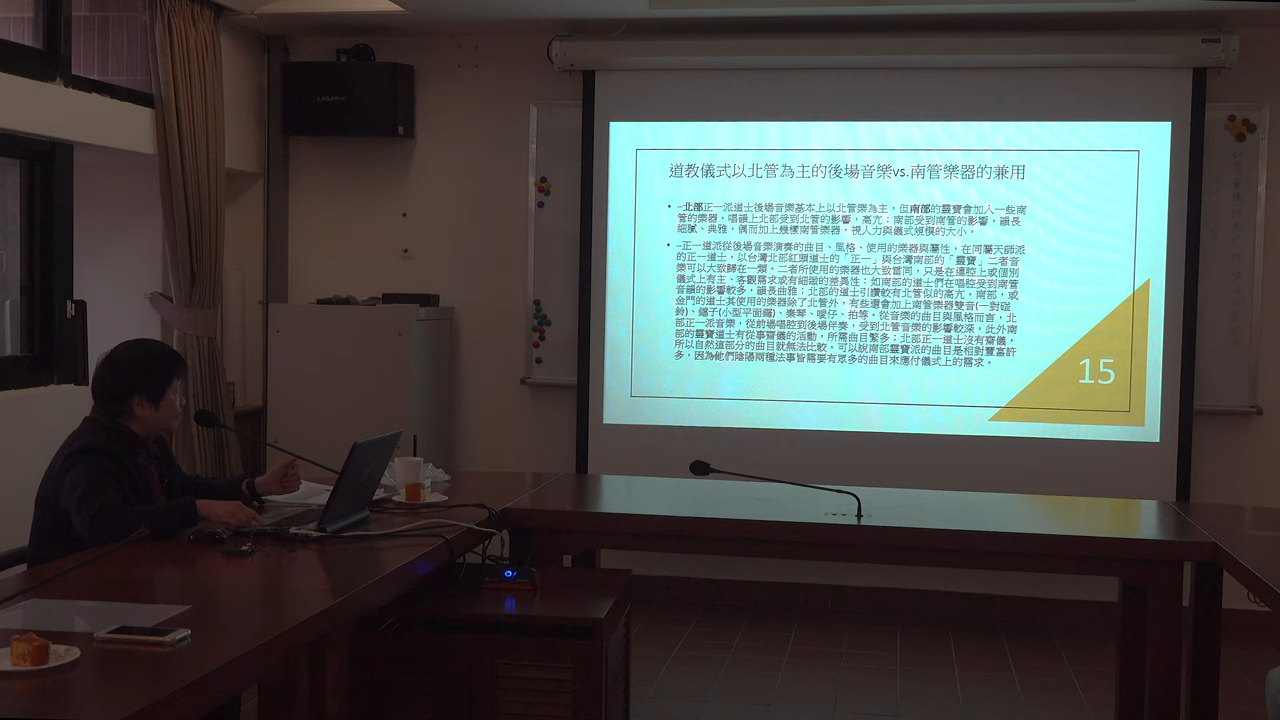 道教儀式以北管為主的後場音樂vs.南管樂器的兼用
• –北部正一派道士後場音樂基本上以北管樂為主，但南部的靈寶會加入一些南
管的樂器，唱韻上北部受到北管的影響，高亢；南部受到南管的影響，韻長
細膩、典雅，偶而加上幾樣南管樂器，視人力與儀式規模的大小。
• –正一道派從後場音樂演奏的曲目、風格、使用的樂器與屬性，在同屬天師派
的正一道士，以台灣北部紅頭道士的「正一」與台灣南部的「靈寶」二者音
樂可以大致歸在一類。二者所使用的樂器也大致雷同，只是在運腔上或個別
儀式上有主、客觀需求或有細緻的差異性：如南部的道士們在唱腔受到南管
音韻的影響較多，韻長曲雅；北部的道士引讚較有北管似的高亢，南部，或
金門的道士其使用的樂器除了北管外，有些還會加上南管樂器雙音(一對碰
鈴)、鑼子(小型平面鑼)、秦琴、噯仔、拍等。從音樂的曲目與風格而言，北
部正一派音樂，從前場唱腔到後場伴奏，受到北管音樂的影響較深。此外南
部的靈寶道士有從事齋儀的活動，所需曲目繁多；北部正一道士沒有齋儀，
所以自然這部分的曲目就無法比較。可以說南部靈寶派的曲目是相對豐富許
多，因為他們陰陽兩種法事皆需要有眾多的曲目來應付儀式上的需求。
15